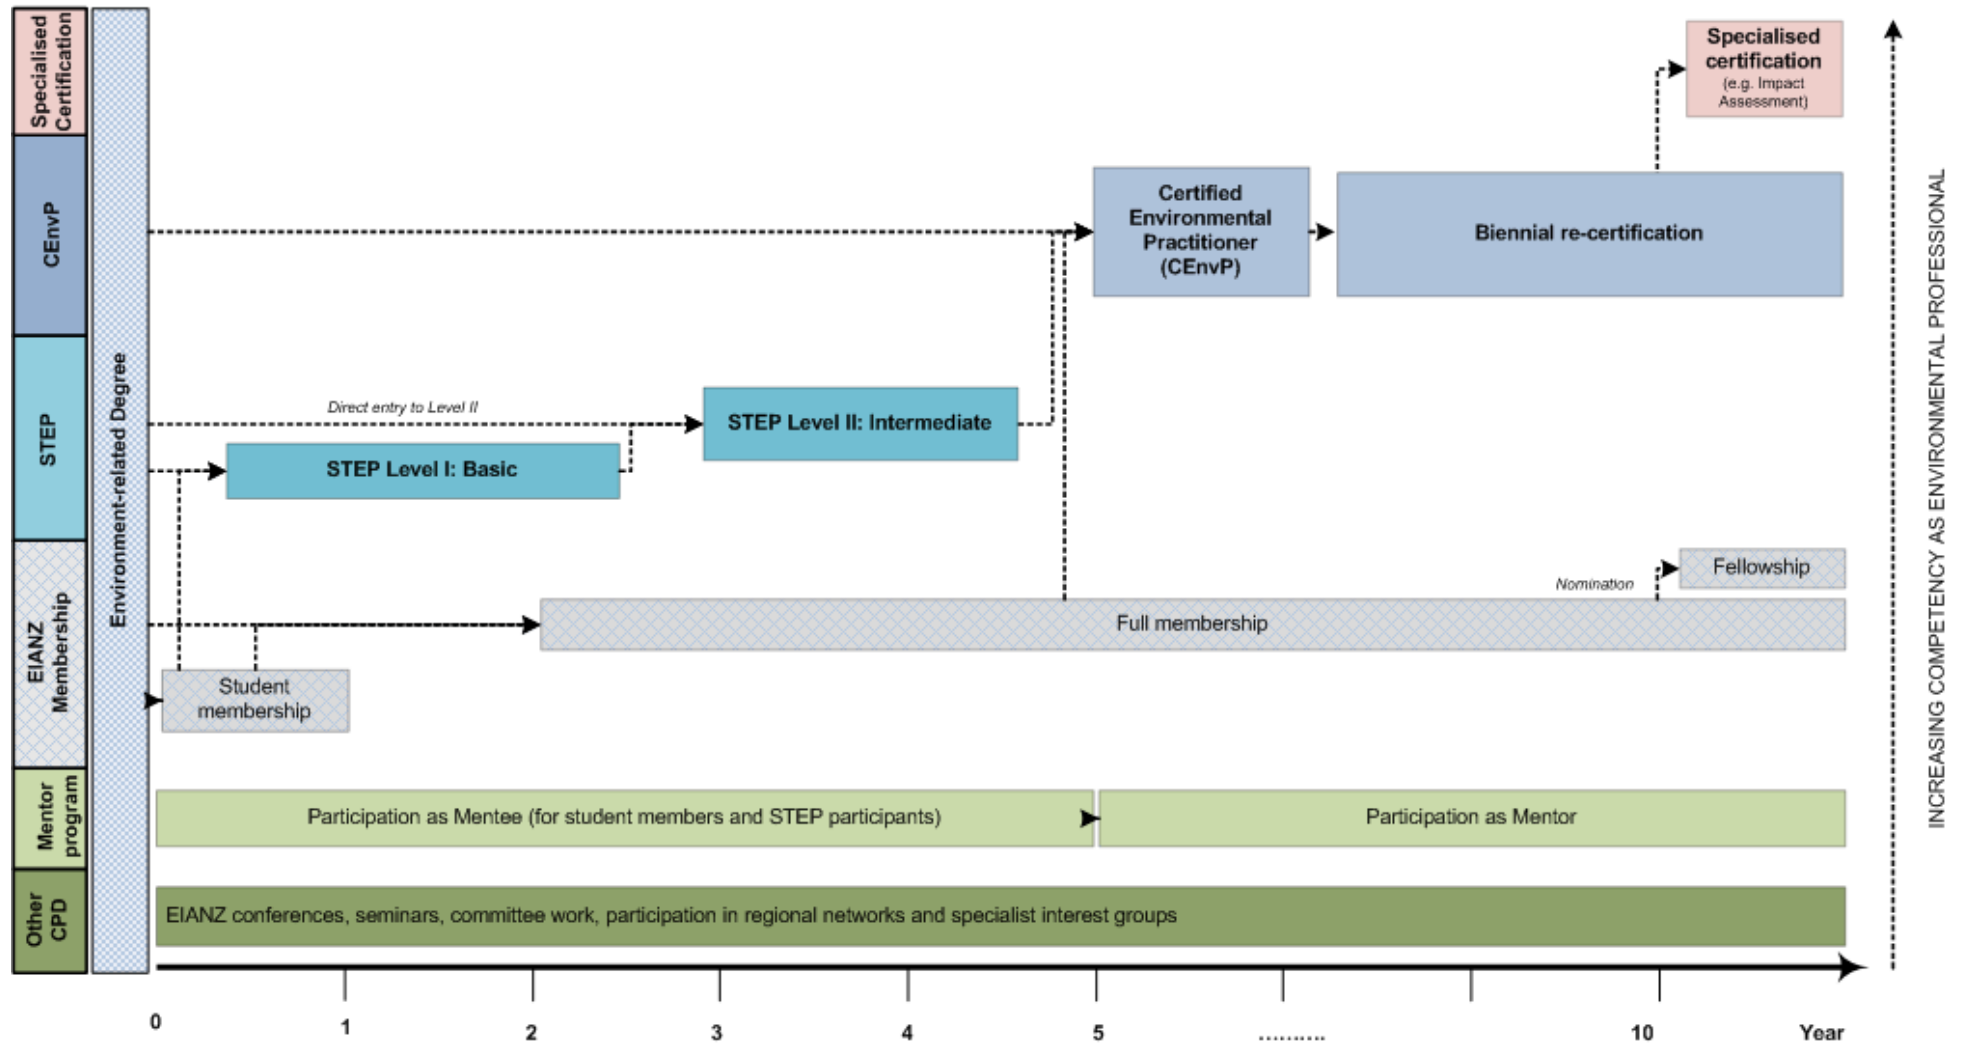 Specialised
Certification
CEnvP
STEP
EIANZ
Membership
Mentor
program
Other
CPD
Environment-related Degree
Specialised
certification
(e.g. Impact
Assessment)
Certified
Environmental
Practitioner
(CEnvP)
Biennial re-certification
Direct entry to Level II
STEP Level II: Intermediate
STEP Level I: Basic
Fellowship
Nomination
Full membership
Student
membership
Participation as Mentee (for student members and STEP participants)
Participation as Mentor
EIANZ conferences, seminars, committee work, participation in regional networks and specialist interest groups
0
1
2
3
4
5
..........
10
Year
INCREASING COMPETENCY AS ENVIRONMENTAL PROFESSIONAL